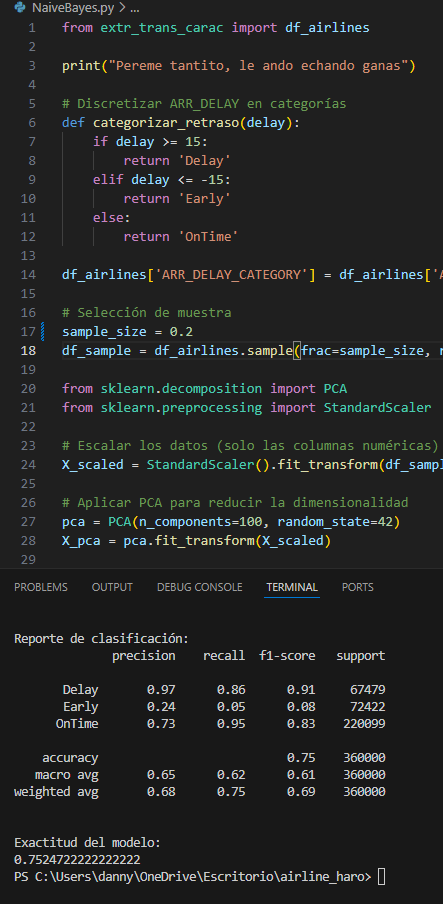 NaiveBayes.py > ...
1 from extr_trans_carac import df_airlines
2
3 print("Pereme tantito, le ando echando ganas")
4
5 # Discretizar ARR_DELAY en categorías
6 def categorizar_retraso(delay):
7 if delay >= 15:
8 return 'Delay'
9 elif delay <= -15:
10 return 'Early'
11 else:
12 return 'OnTime'
13
14 df_airlines['ARR_DELAY_CATEGORY'] = df_airlines['A
15
16 # Selección de muestra
17 sample_size = 0.2
18 df_sample = df_airlines.sample(frac=sample_size, r
19
20 from sklearn.decomposition import PCA
21 from sklearn.preprocessing import StandardScaler
22
23 # Escalar los datos (solo las columnas numéricas)
24 X_scaled = StandardScaler().fit_transform(df_samp
25
26 # Aplicar PCA para reducir la dimensionalidad
27 pca = PCA(n_components=100, random_state=42)
28 X_pca = pca.fit_transform(X_scaled)
29
PROBLEMS OUTPUT DEBUG CONSOLE TERMINAL PORTS
Reporte de clasificación:
precision recall f1-score support
Delay 0.97 0.86 0.91 67479
Early 0.24 0.05 0.08 72422
OnTime 0.73 0.95 0.83 220099
accuracy 0.75 360000
macro avg 0.65 0.62 0.61 360000
weighted avg 0.68 0.75 0.69 360000
Exactitud del modelo:
0.7524722222222222
PS C:\Users\danny\OneDrive\Escritorio\airline_haro>